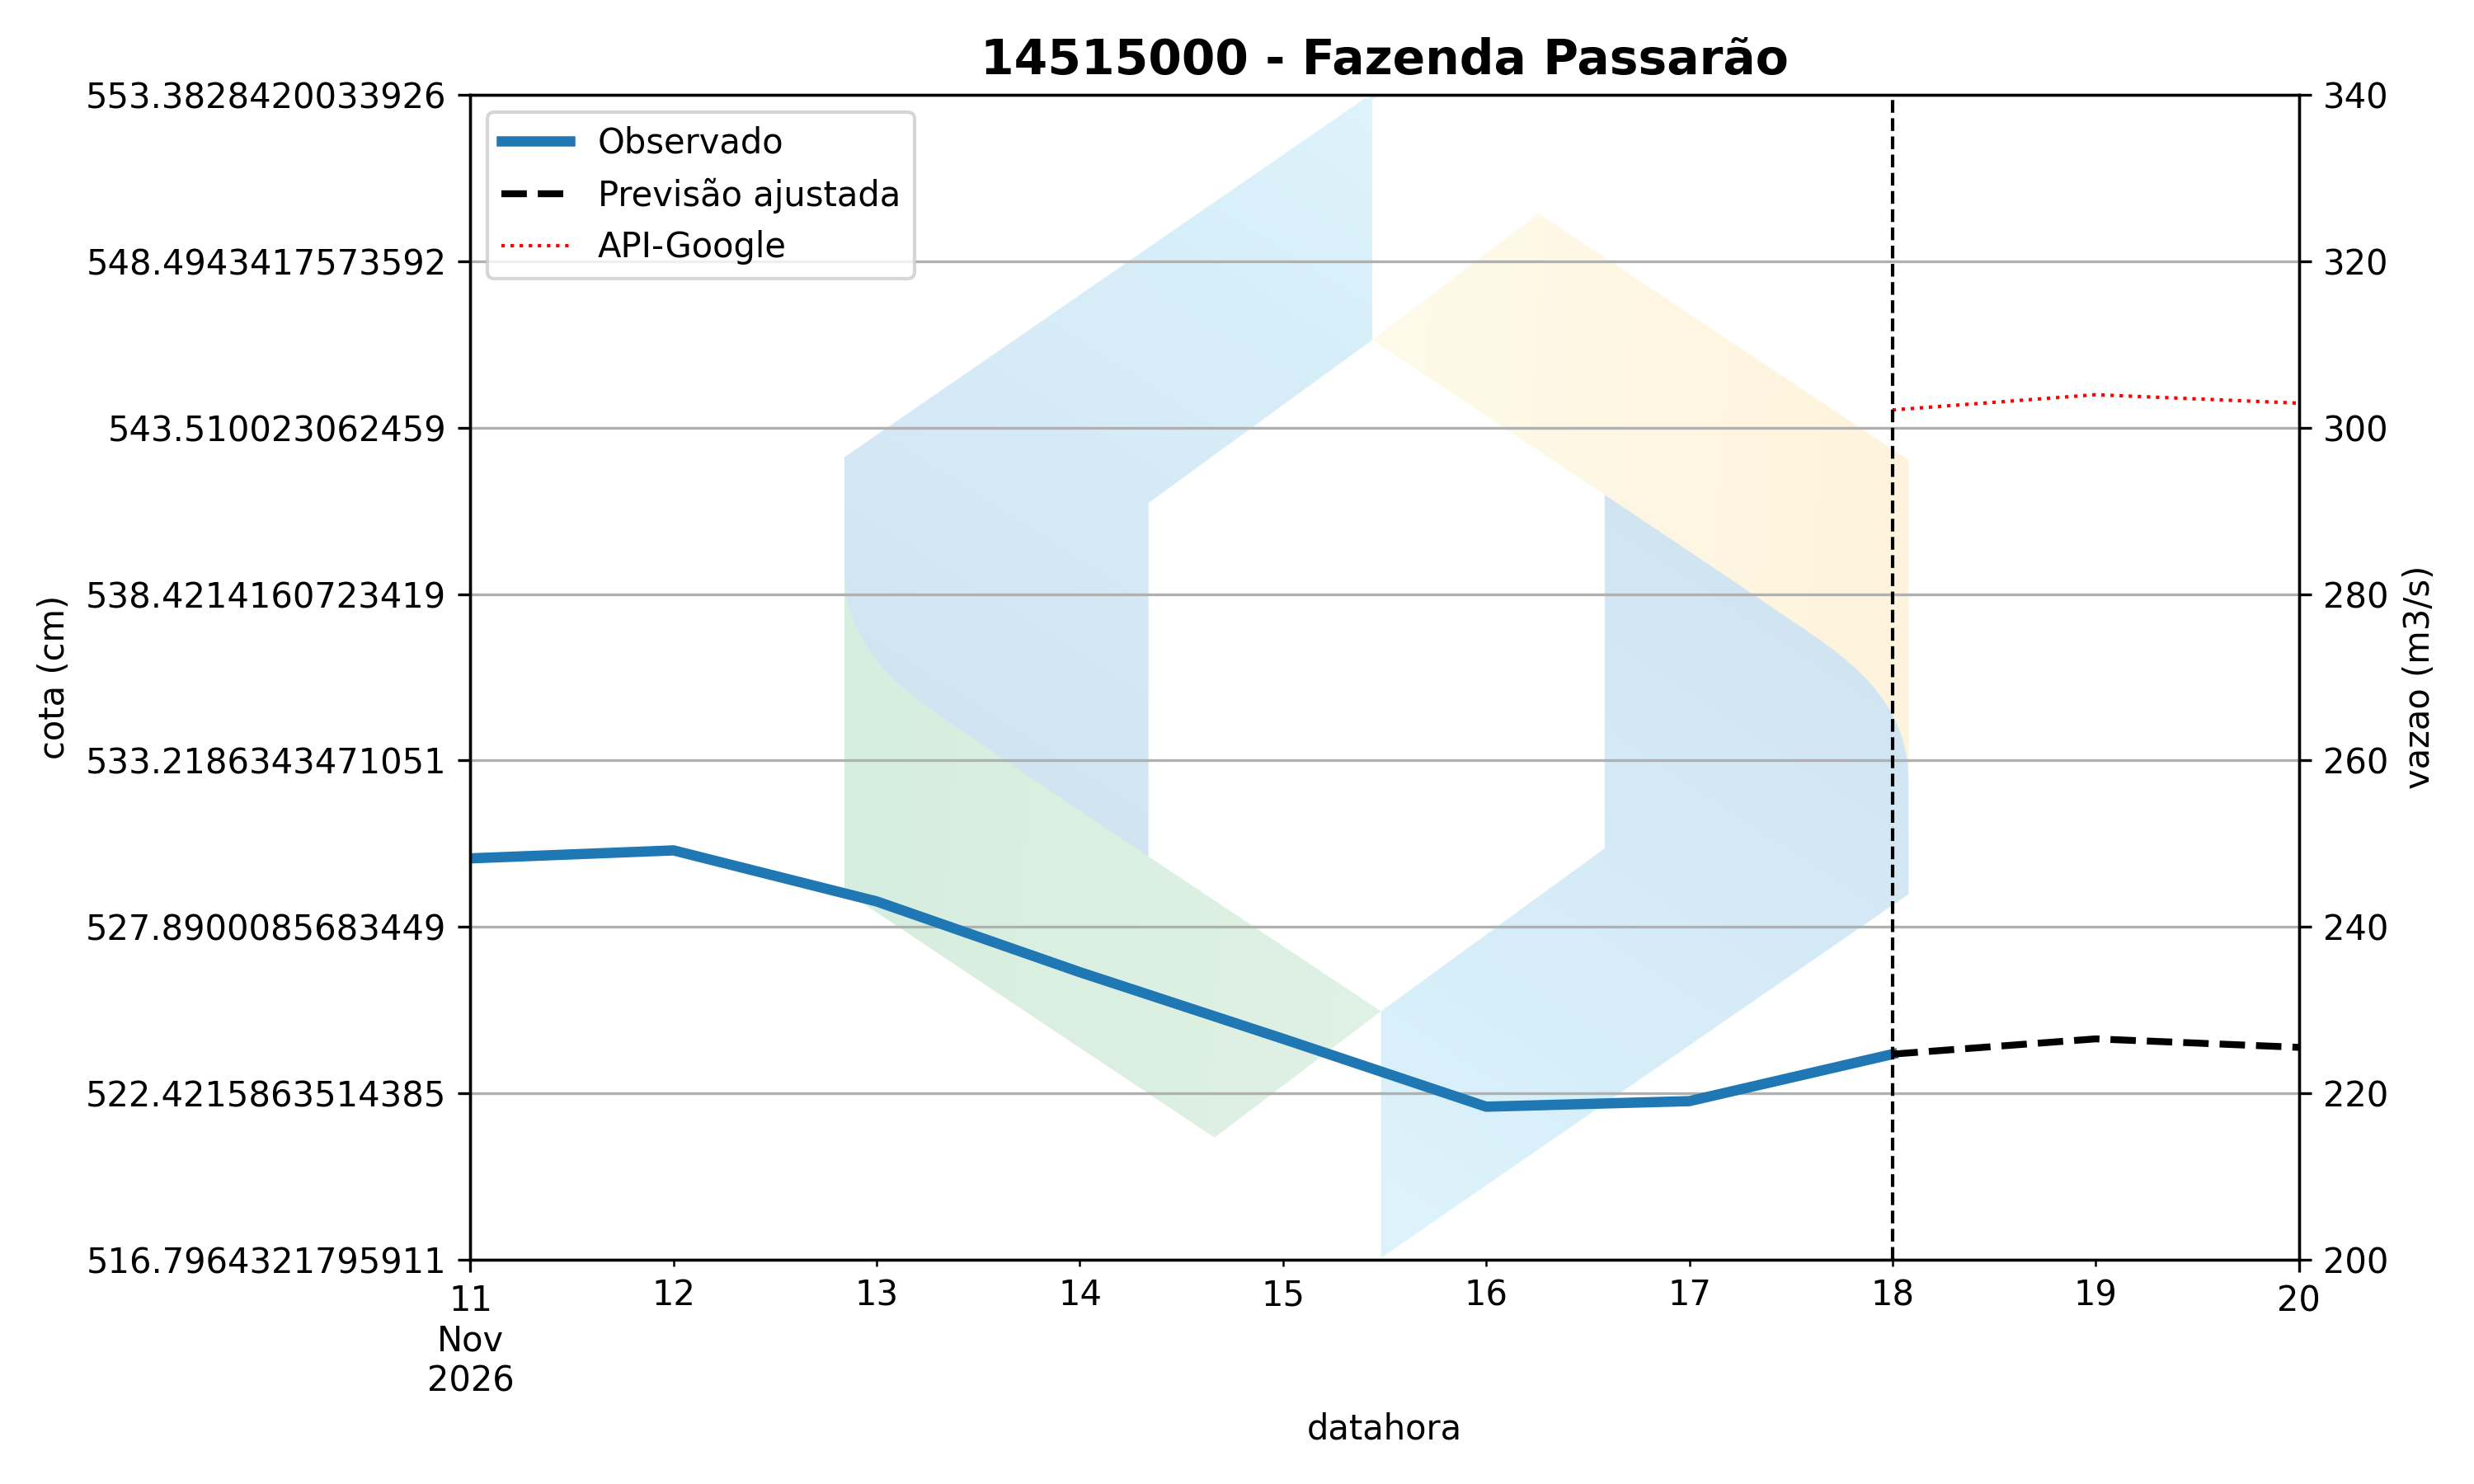 14515000 - Fazenda Passarão
553.3828420033926
548.4943417573592
543.510023062459
538.4214160723419
533.2186343471051
527.8900085683449
522.4215863514385
516.7964321795911
cota (cm)
Observado
Previsão ajustada
API-Google
340
320
300
280
260
240
220
200
vazao (m3/s)
11 12 13 14 15 16 17 18 19 20
Nov
2026
datahora